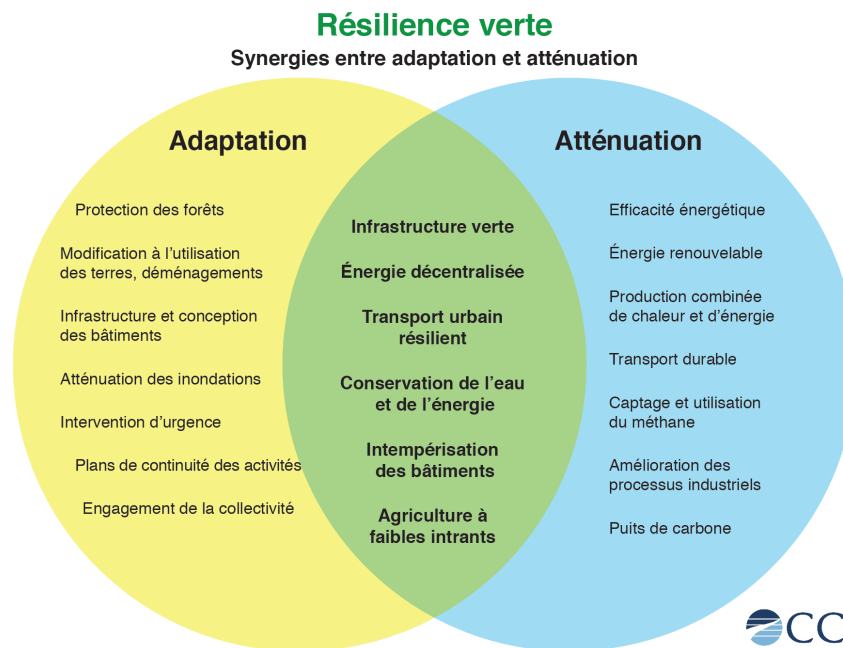 Résilience verte
Synergies entre adaptation et atténuation
Adaptation
Protection des forêts
Modification à l’utilisation
des terres, déménagements
Infrastructure et conception
des bâtiments
Atténuation des inondations
Intervention d’urgence
Plans de continuité des activités
Engagement de la collectivité
Infrastructure verte
Énergie décentralisée
Transport urbain
résilient
Conservation de l’eau
et de l’énergie
Intempérisation
des bâtiments
Agriculture à
faibles intrants
Atténuation
Efficacité énergétique
Énergie renouvelable
Production combinée
de chaleur et d’énergie
Transport durable
Captage et utilisation
du méthane
Amélioration des
processus industriels
Puits de carbone
CC